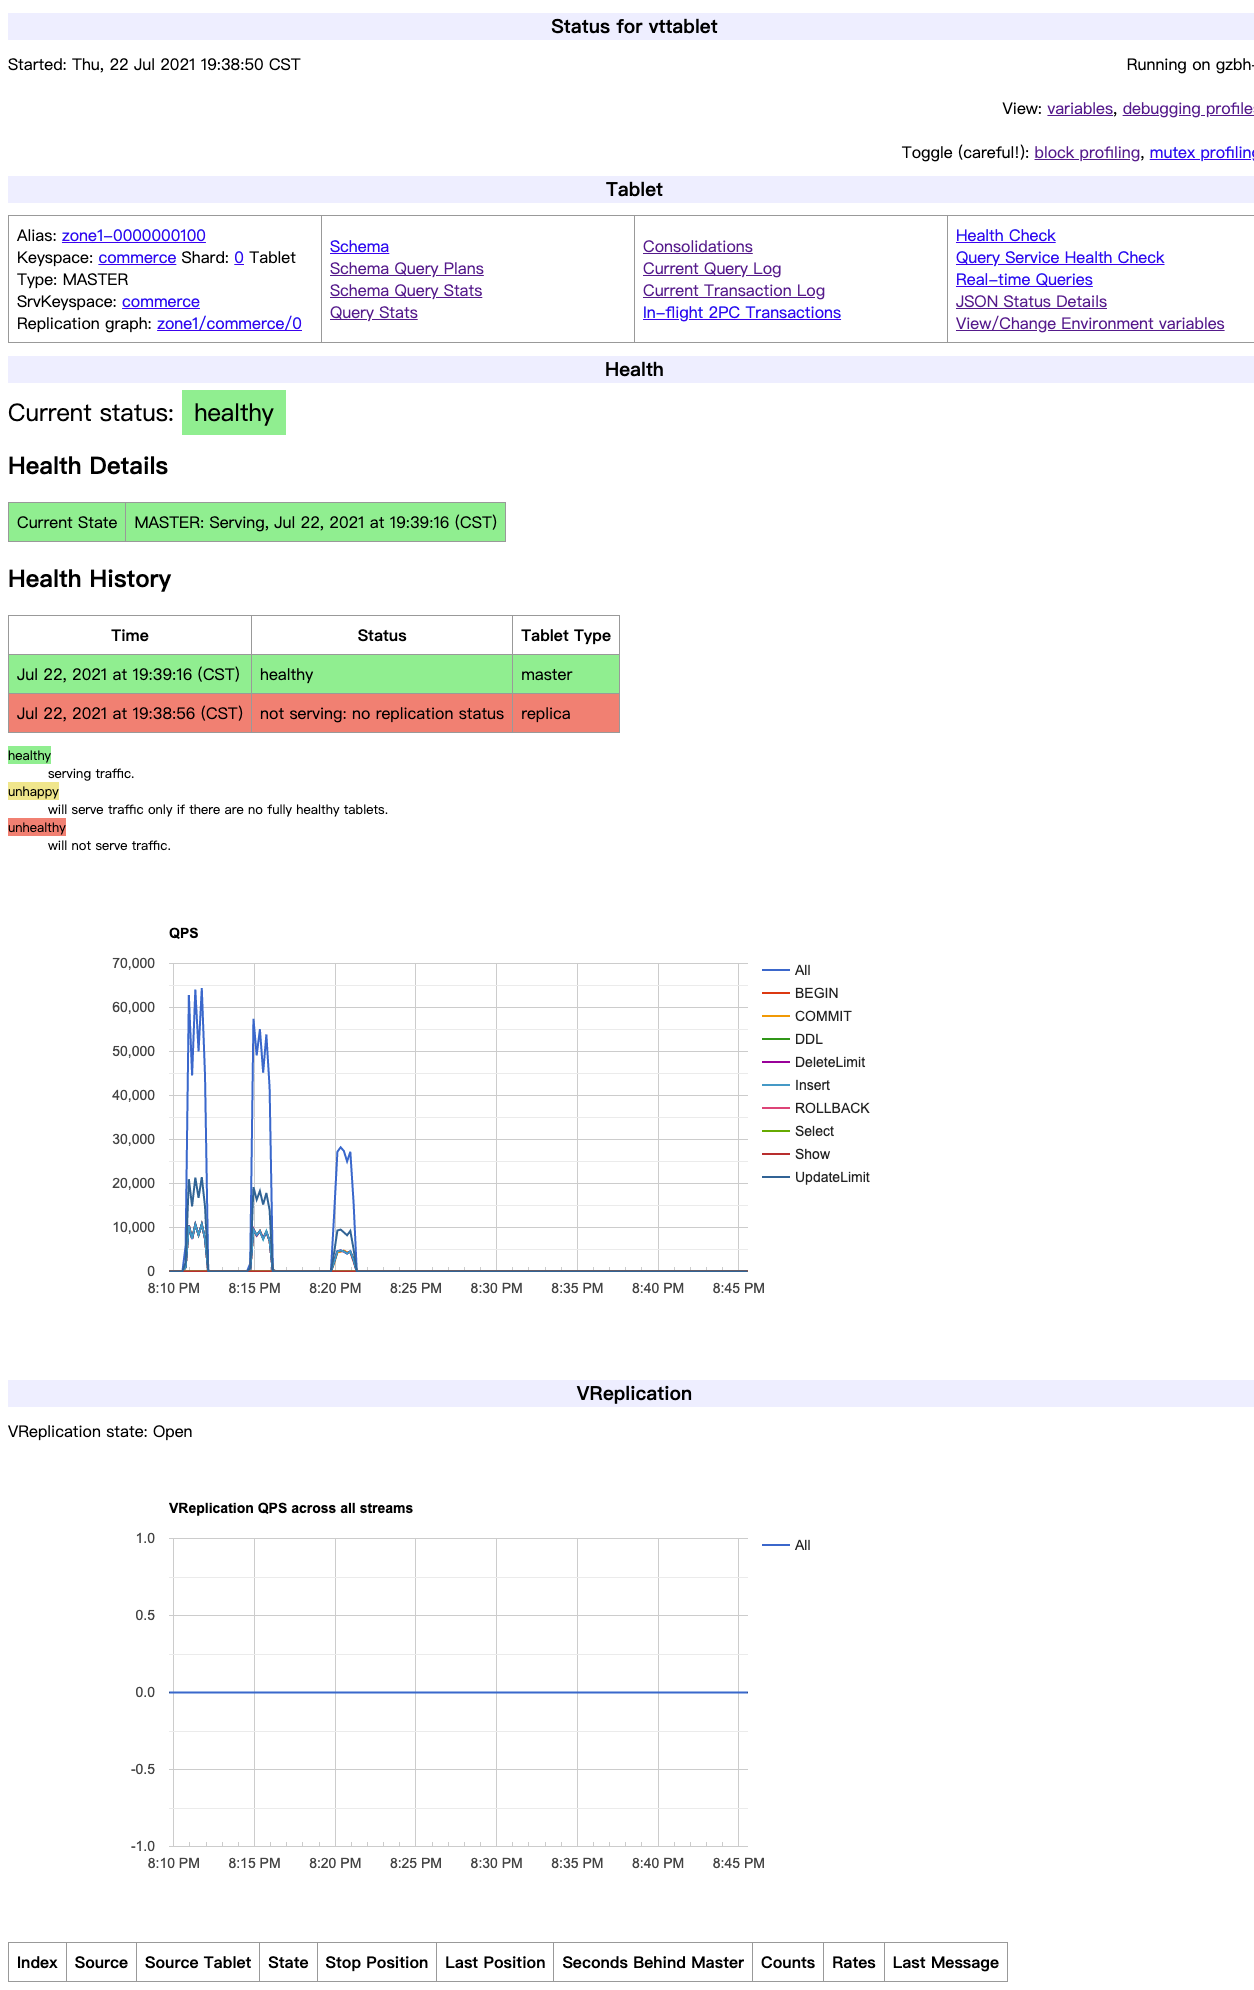 Status for vttablet
Started: Thu, 22 Jul 2021 19:38:50 CST
Running on gzbh-
View: variables, debugging profile
Toggle (careful!): block profiling, mutex profiling
Tablet
Alias: zone1-0000000100
Keyspace: commerce Shard: 0 Tablet
Type: MASTER
SrvKeyspace: commerce
Replication graph: zone1/commerce/0
Schema
Schema Query Plans
Schema Query Stats
Query Stats
Consolidations
Current Query Log
Current Transaction Log
In-flight 2PC Transactions
Health Check
Query Service Health Check
Real-time Queries
JSON Status Details
View/Change Environment variables
Health
Current status: healthy
Health Details
Current State MASTER: Serving, Jul 22, 2021 at 19:39:16 (CST)
Health History
Time Status Tablet Type
Jul 22, 2021 at 19:39:16 (CST) healthy master
Jul 22, 2021 at 19:38:56 (CST) not serving: no replication status replica
healthy
serving traffic.
unhappy
will serve traffic only if there are no fully healthy tablets.
unhealthy
will not serve traffic.
QPS
70,000
60,000
50,000
40,000
30,000
20,000
10,000
0
8:10 PM 8:15 PM 8:20 PM 8:25 PM 8:30 PM 8:35 PM 8:40 PM 8:45 PM
All
BEGIN
COMMIT
DDL
DeleteLimit
Insert
ROLLBACK
Select
Show
UpdateLimit
VReplication
VReplication state: Open
VReplication QPS across all streams
1.0
0.5
0.0
-0.5
-1.0
8:10 PM 8:15 PM 8:20 PM 8:25 PM 8:30 PM 8:35 PM 8:40 PM 8:45 PM
All
Index Source Source Tablet State Stop Position Last Position Seconds Behind Master Counts Rates Last Message